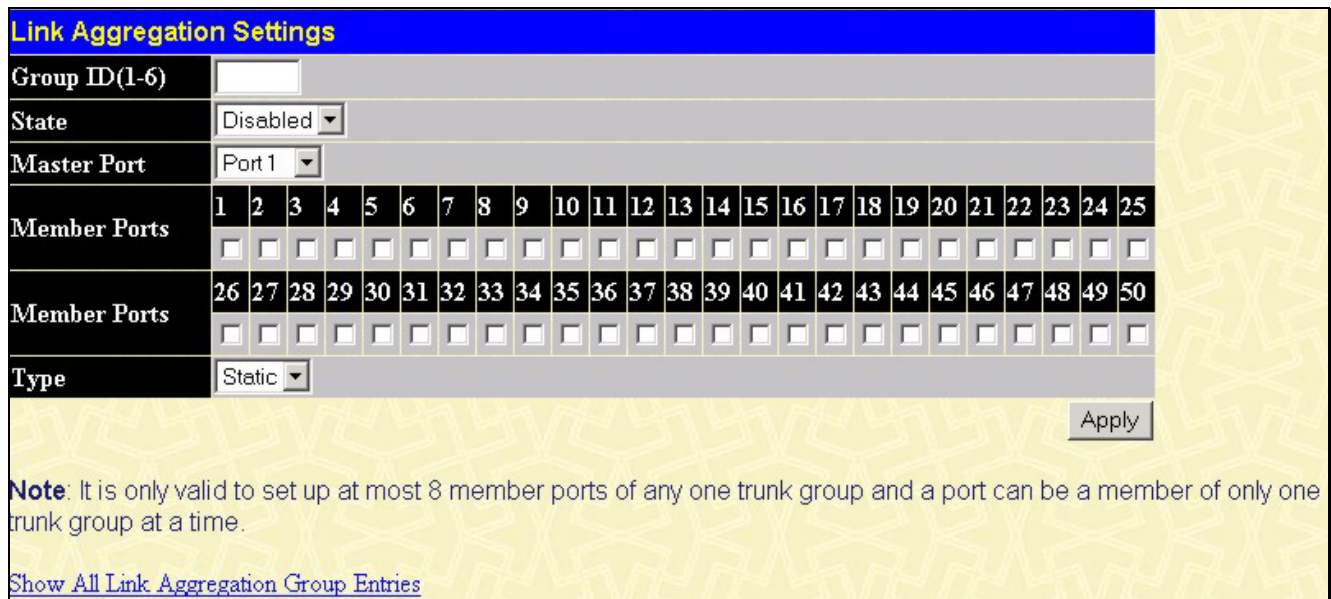 Link Aggregation Settings
Group ID(1-6)
State Disabled
Master Port Port 1
Member Ports
1 2 3 4 5 6 7 8 9 10 11 12 13 14 15 16 17 18 19 20 21 22 23 24 25
Member Ports
26 27 28 29 30 31 32 33 34 35 36 37 38 39 40 41 42 43 44 45 46 47 48 49 50
Type Static
Apply
Note: It is only valid to set up at most 8 member ports of any one trunk group and a port can be a member of only one
trunk group at a time.
Show All Link Aggregation Group Entries